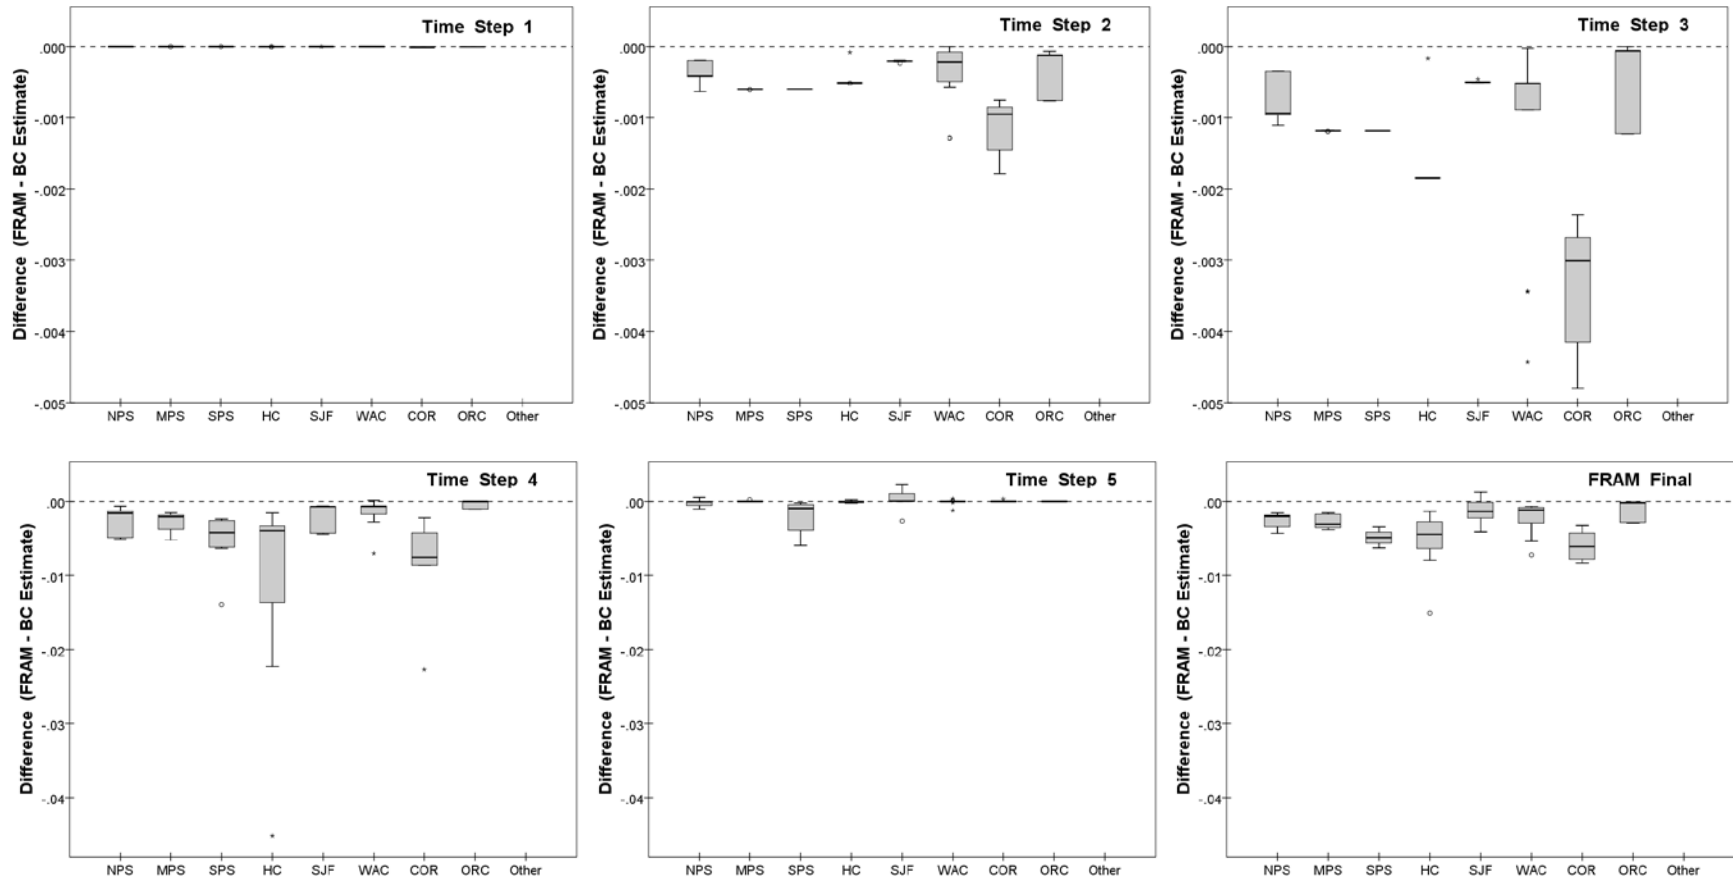 Time Step 1
Difference (FRAM - BC Estimate)
.000
-.001
-.002
-.003
-.004
-.005
NPS MPS SPS HC SJF WAC COR ORC Other
Time Step 2
Difference (FRAM - BC Estimate)
.000
-.001
-.002
-.003
-.004
-.005
NPS MPS SPS HC SJF WAC COR ORC Other
Time Step 3
Difference (FRAM - BC Estimate)
.000
-.001
-.002
-.003
-.004
-.005
NPS MPS SPS HC SJF WAC COR ORC Other
Time Step 4
Difference (FRAM - BC Estimate)
.00
-.01
-.02
-.03
-.04
NPS MPS SPS HC SJF WAC COR ORC Other
Time Step 5
Difference (FRAM - BC Estimate)
.00
-.01
-.02
-.03
-.04
NPS MPS SPS HC SJF WAC COR ORC Other
FRAM Final
Difference (FRAM - BC Estimate)
.00
-.01
-.02
-.03
-.04
NPS MPS SPS HC SJF WAC COR ORC Other